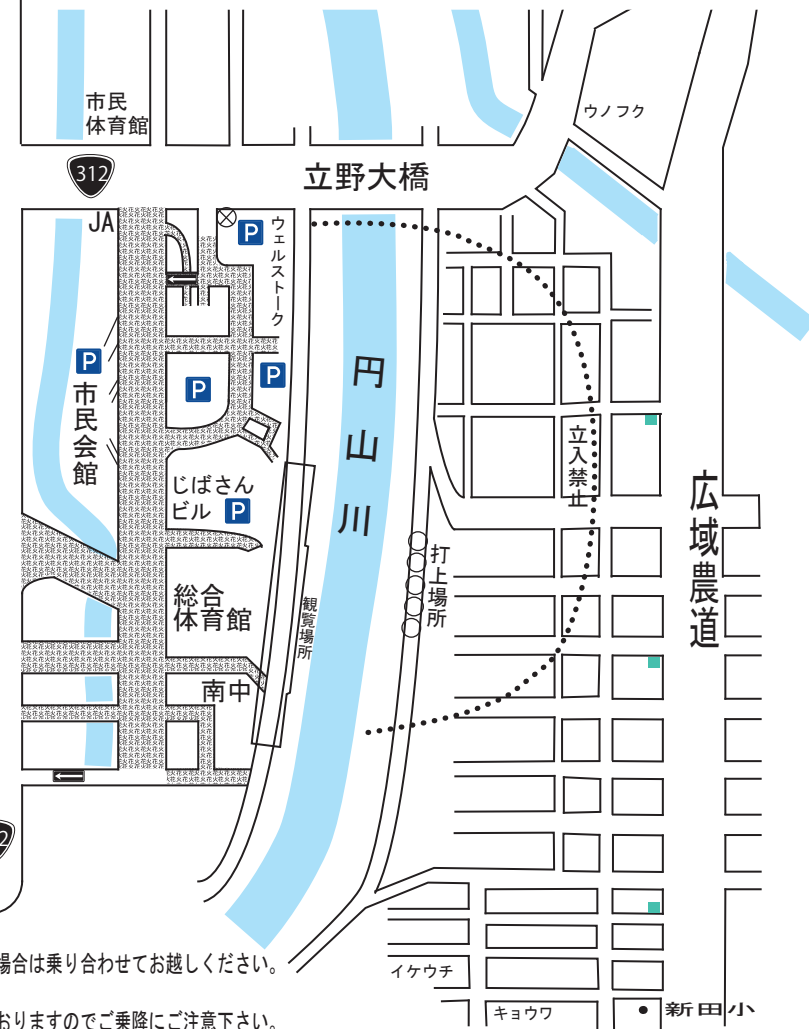 市民
体育館
ウノフク
312
立野大橋
JA
P
ウェルストーク
P
P
P
市民会館
円山川
立入禁止
じばさん
ビル P
広域農道
打上場所
総合
体育館
観覧場所
南中
2
場合は乗り合わせてお越しください。
イケウチ
おりますのでご乗降にご注意下さい。
キョウワ
新田小